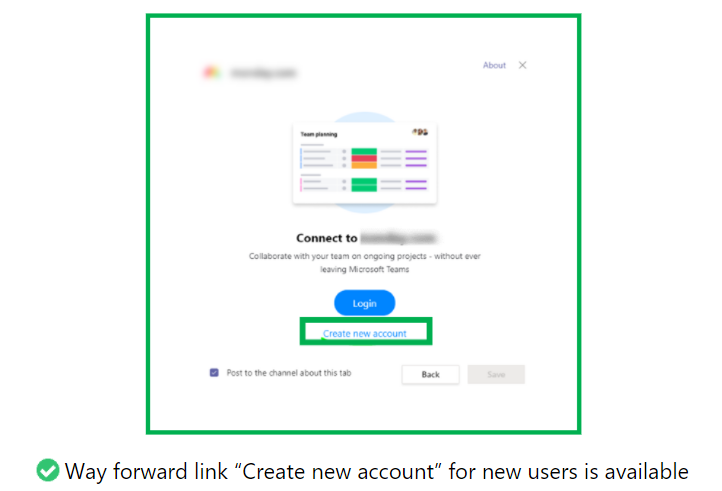 About
Team planning
Connect to
Collaborate with your team on ongoing projects - without ever
leaving Microsoft Teams
Login
Create new account
Post to the channel about this tab
Back
Save
Way forward link “Create new account” for new users is available